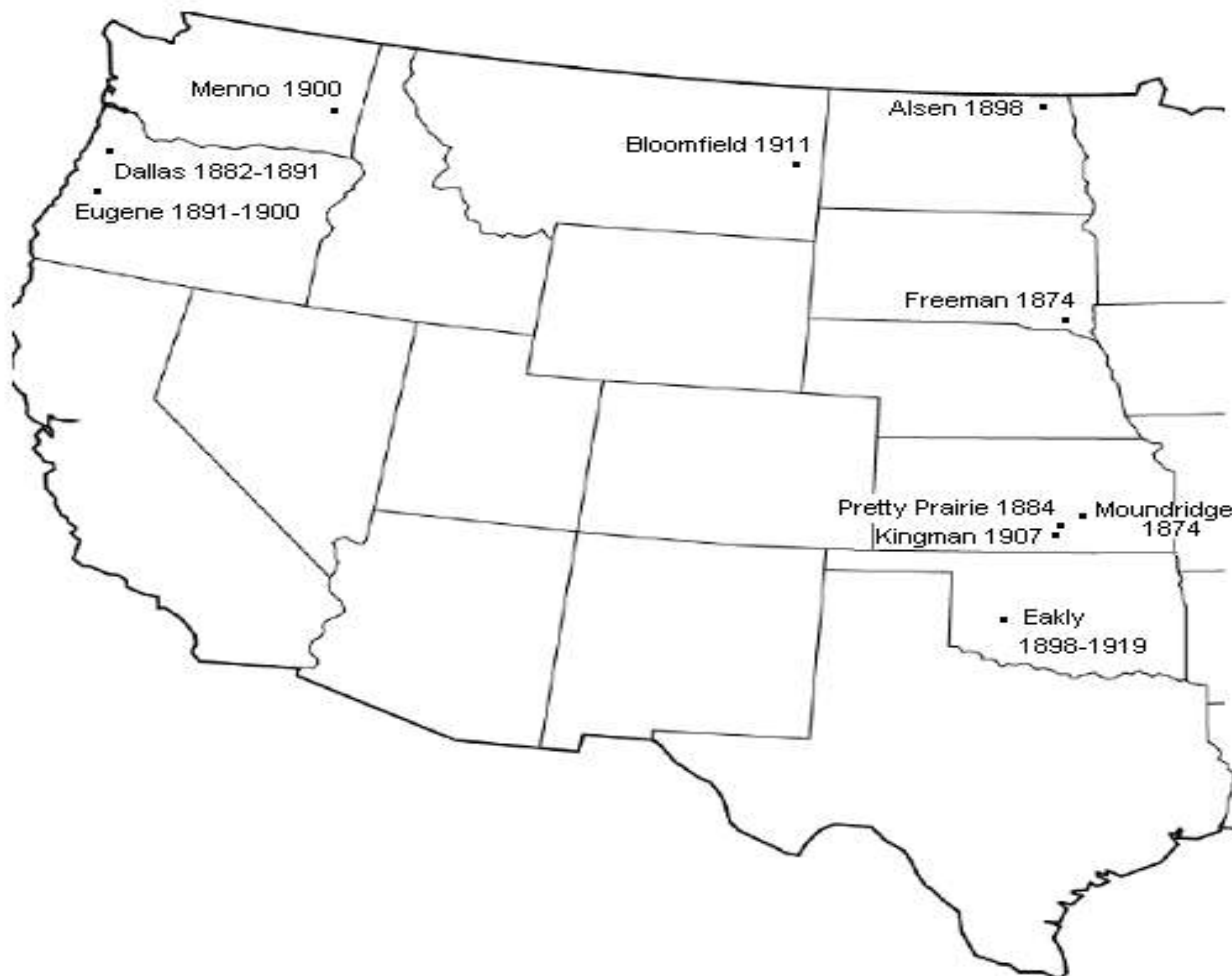 Menno 1900
Alsen 1898
Bloomfield 1911
Dallas 1882-1891
Eugene 1891-1900
Freeman 1874
Pretty Prairie 1884
Moundridge
1874
Kingman 1907
Eakly
1898-1919